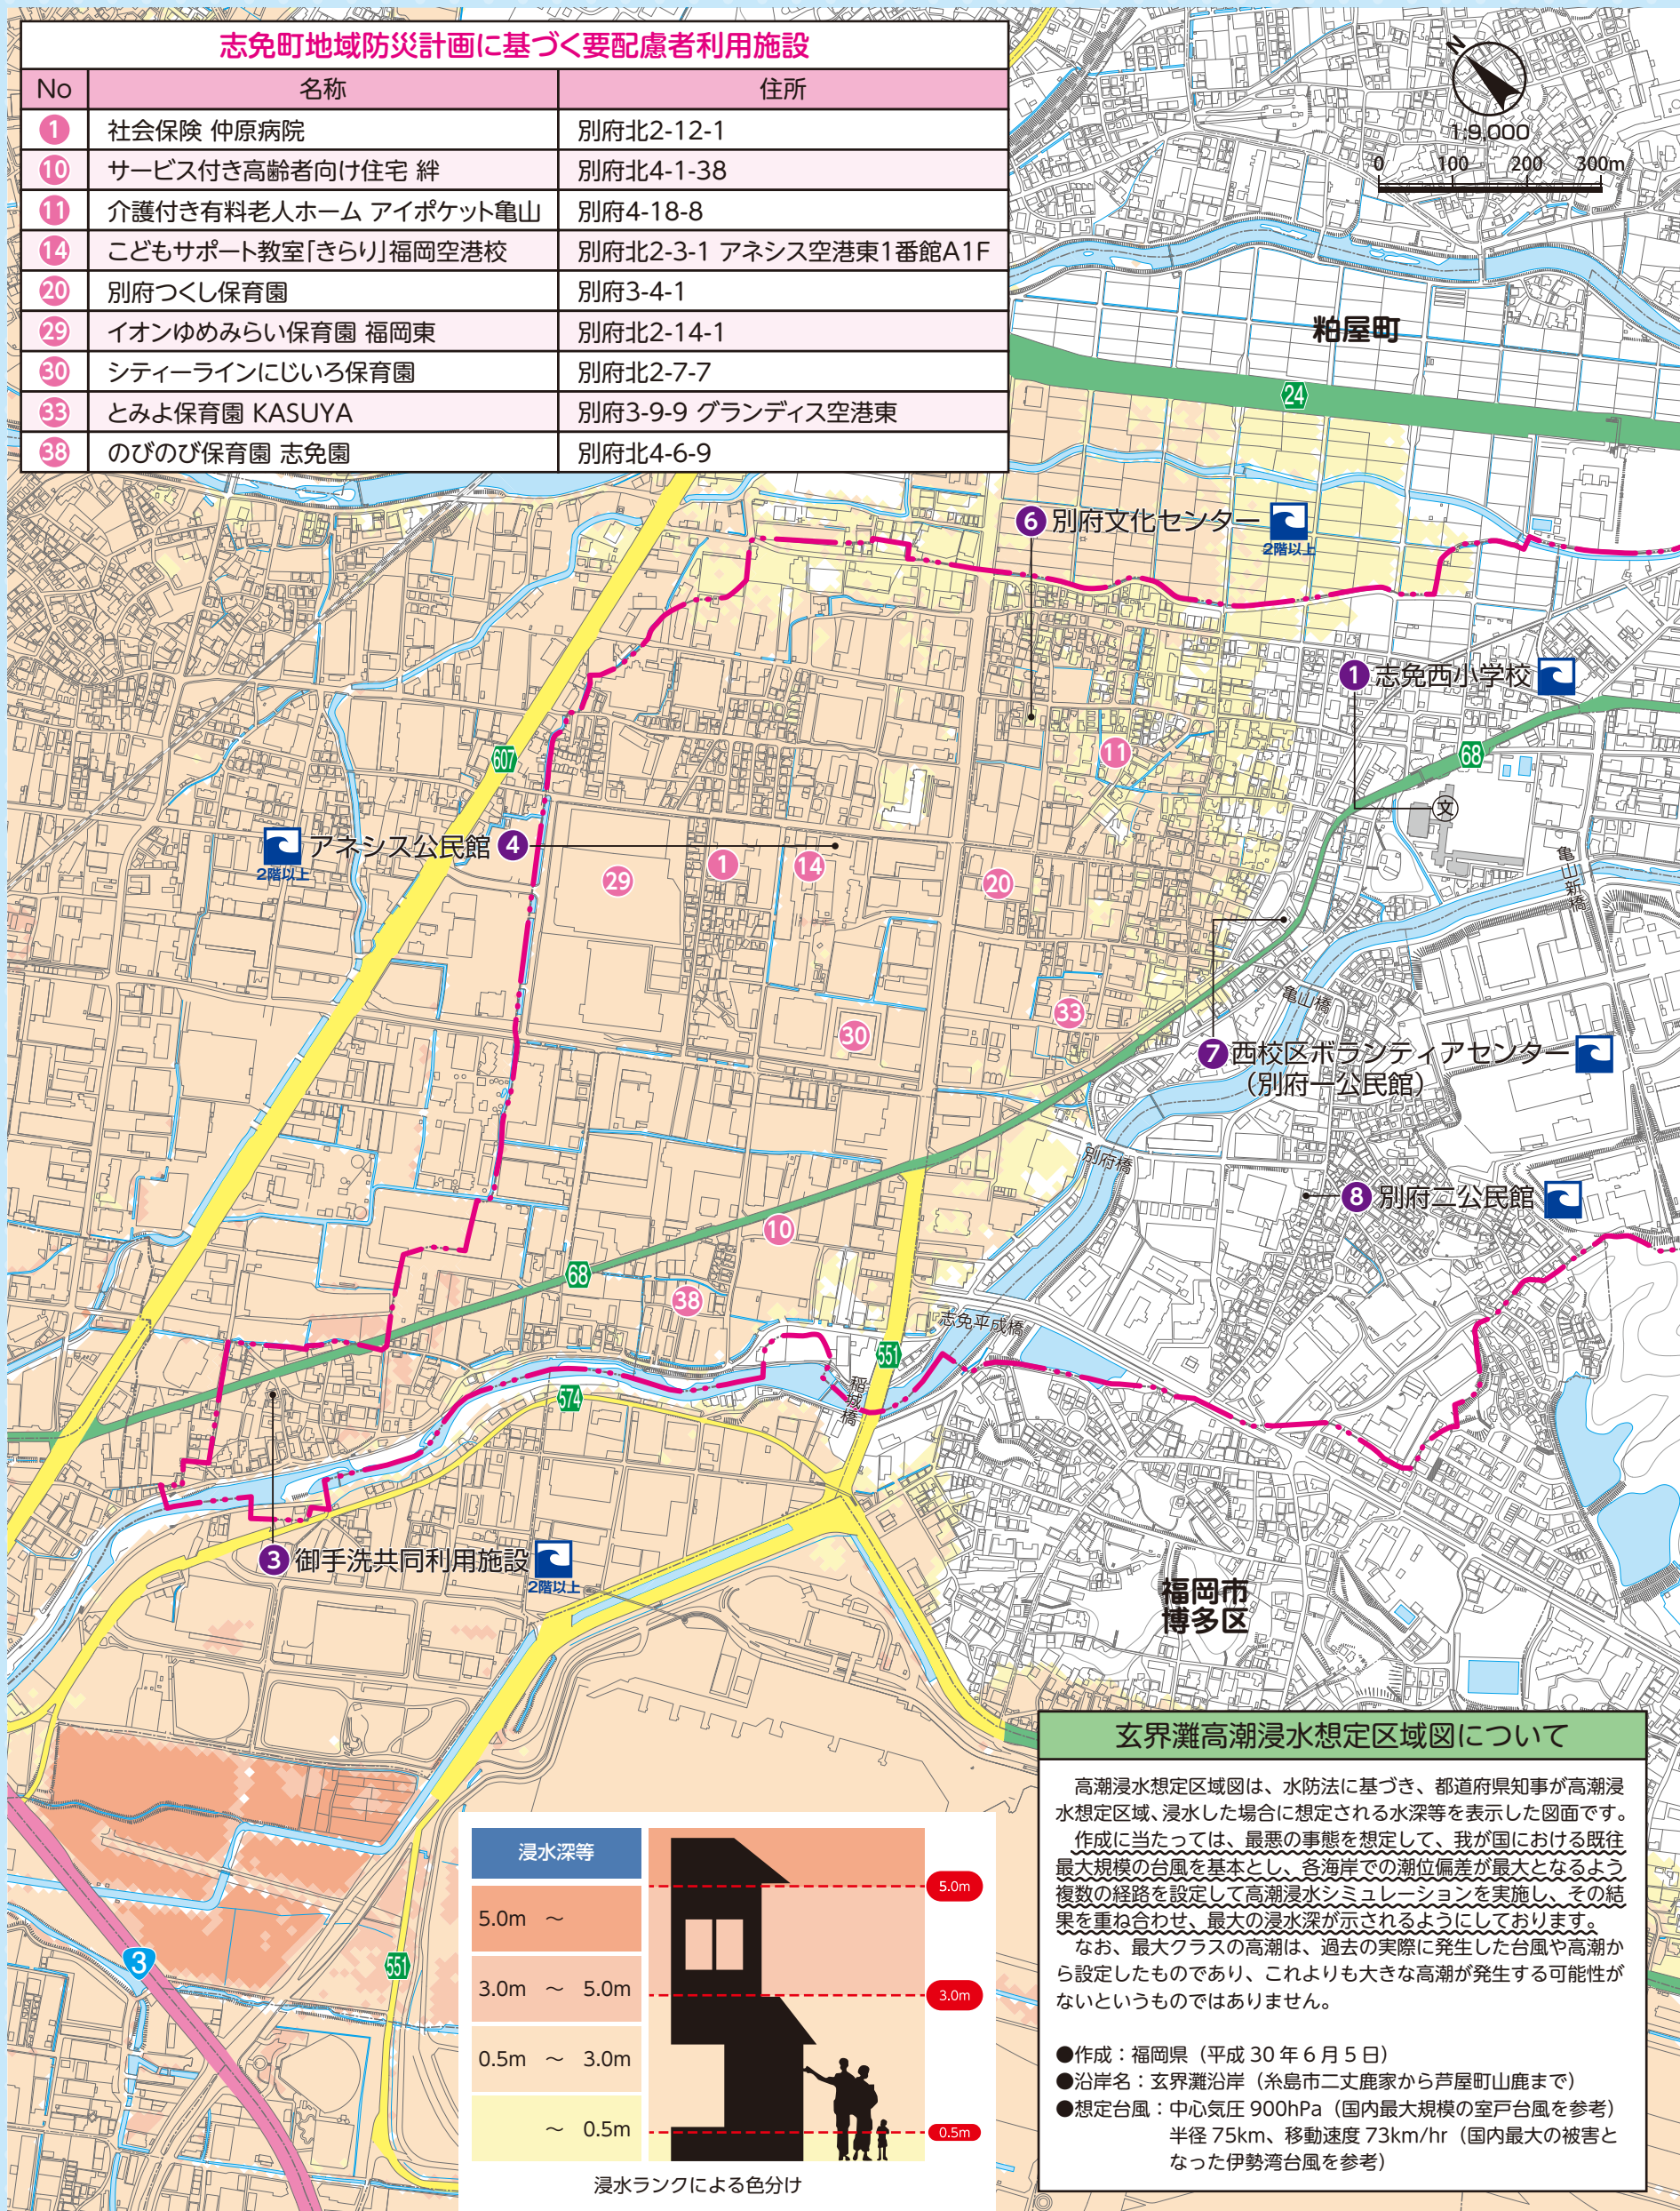 志免町地域防災計画に基づく要配慮者利用施設
No 名称 住所
1 社会保険 仲原病院 別府北2-12-1
10 サービス付き高齢者向け住宅 絆 別府北4-1-38
11 介護付き有料老人ホーム アイポケット亀山 別府4-18-8
14 こどもサポート教室「きらり」福岡空港校 別府北2-3-1 アネシス空港東1番館A1F
20 別府つくし保育園 別府3-4-1
29 イオンゆめみらい保育園 福岡東 別府北2-14-1
30 シティーラインにじいろ保育園 別府北2-7-7
33 とみよ保育園 KASUYA 別府3-9-9 グランディス空港東
38 のびのび保育園 志免園 別府北4-6-9
N
1:9,000
0 100 200 300m
粕屋町
24
6 別府文化センター
2階以上
1 志免西小学校
68
607
11
文
アネシス公民館 4
2階以上
29
1
14
20
亀山新橋
33
亀山橋
30
7 西校区ボランティアセンター
（別府一公民館）
別府橋
8 別府二公民館
10
68
38
志免平成橋
551
574
稲城橋
3 御手洗共同利用施設
2階以上
福岡市
博多区
3
551
浸水深等
5.0m ～
3.0m ～ 5.0m
0.5m ～ 3.0m
～ 0.5m
5.0m
3.0m
0.5m
浸水ランクによる色分け
玄界灘高潮浸水想定区域図について
高潮浸水想定区域図は、水防法に基づき、都道府県知事が高潮浸
水想定区域、浸水した場合に想定される水深等を表示した図面です。
作成に当たっては、最悪の事態を想定して、我が国における既往
最大規模の台風を基本とし、各海岸での潮位偏差が最大となるよう
複数の経路を設定して高潮浸水シミュレーションを実施し、その結
果を重ね合わせ、最大の浸水深が示されるようにしております。
なお、最大クラスの高潮は、過去の実際に発生した台風や高潮か
ら設定したものであり、これよりも大きな高潮が発生する可能性が
ないというものではありません。
●作成：福岡県（平成 30 年 6 月 5 日）
●沿岸名：玄界灘沿岸（糸島市二丈鹿家から芦屋町山鹿まで）
●想定台風：中心気圧 900hPa（国内最大規模の室戸台風を参考）
半径 75km、移動速度 73km/hr（国内最大の被害と
なった伊勢湾台風を参考）